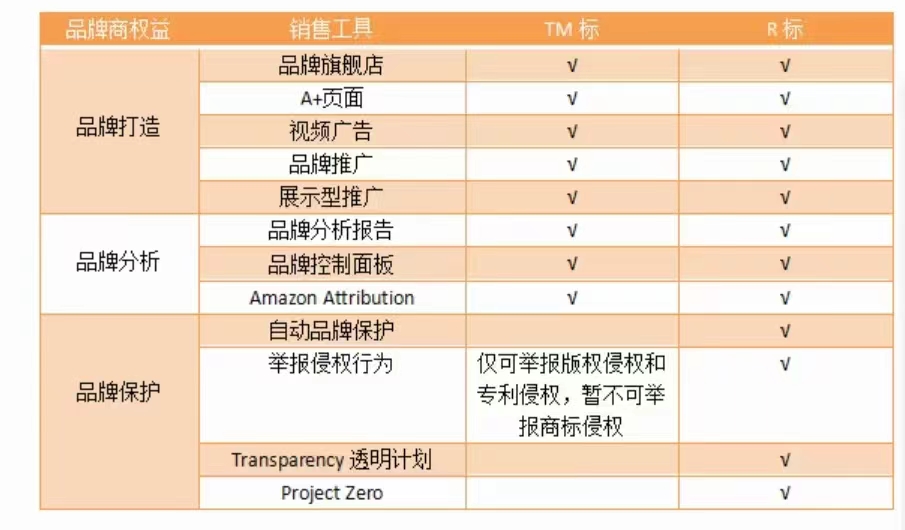 品牌商权益 销售工具 TM 标 R 标
品牌打造
品牌旗舰店 √ √
A+页面 √ √
视频广告 √ √
品牌推广 √ √
展示型推广 √ √
品牌分析
品牌分析报告 √ √
品牌控制面板 √ √
Amazon Attribution √ √
品牌保护
自动品牌保护 √
举报侵权行为 仅可举报版权侵权和 √
专利侵权，暂不可举
报商标侵权
Transparency 透明计划 √
Project Zero √